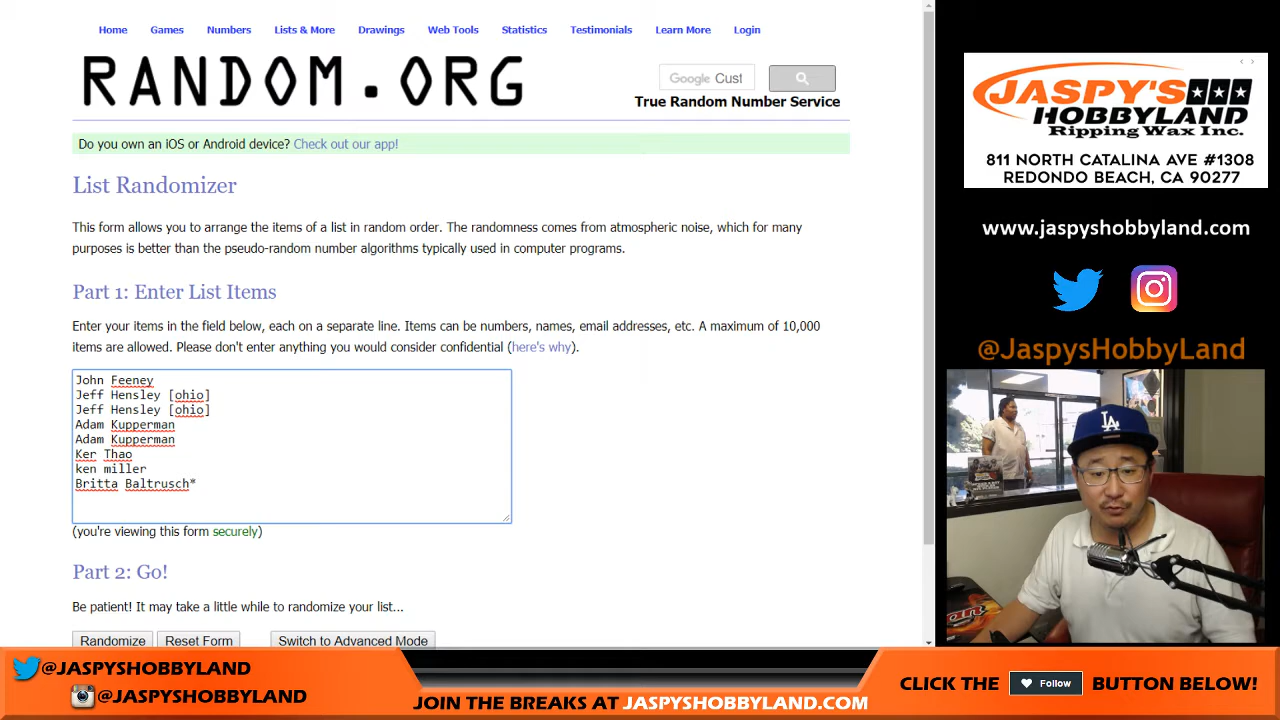 Home Games Numbers Lists & More Drawings Web Tools Statistics Testimonials Learn More Login
RANDOM.ORG
Google Cust
True Random Number Service
Do you own an iOS or Android device? Check out our app!
List Randomizer
This form allows you to arrange the items of a list in random order. The randomness comes from atmospheric noise, which for many
purposes is better than the pseudo-random number algorithms typically used in computer programs.
Part 1: Enter List Items
Enter your items in the field below, each on a separate line. Items can be numbers, names, email addresses, etc. A maximum of 10,000
items are allowed. Please don't enter anything you would consider confidential (here's why).
John Feeney
Jeff Hensley [ohio]
Jeff Hensley [ohio]
Adam Kupperman
Adam Kupperman
Ker Thao
ken miller
Britta Baltrusch*
(you're viewing this form securely)
Part 2: Go!
Be patient! It may take a little while to randomize your list...
Randomize Reset Form Switch to Advanced Mode
JASPY'S
HOBBYLAND
Ripping Wax Inc.
811 NORTH CATALINA AVE #1308
REDONDO BEACH, CA 90277
www.jaspyshobbyland.com
@JaspysHobbyLand
LA
@JASPYSHOBBYLAND
@JASPYSHOBBYLAND
JOIN THE BREAKS AT JASPYSHOBBYLAND.COM
CLICK THE Follow BUTTON BELOW!